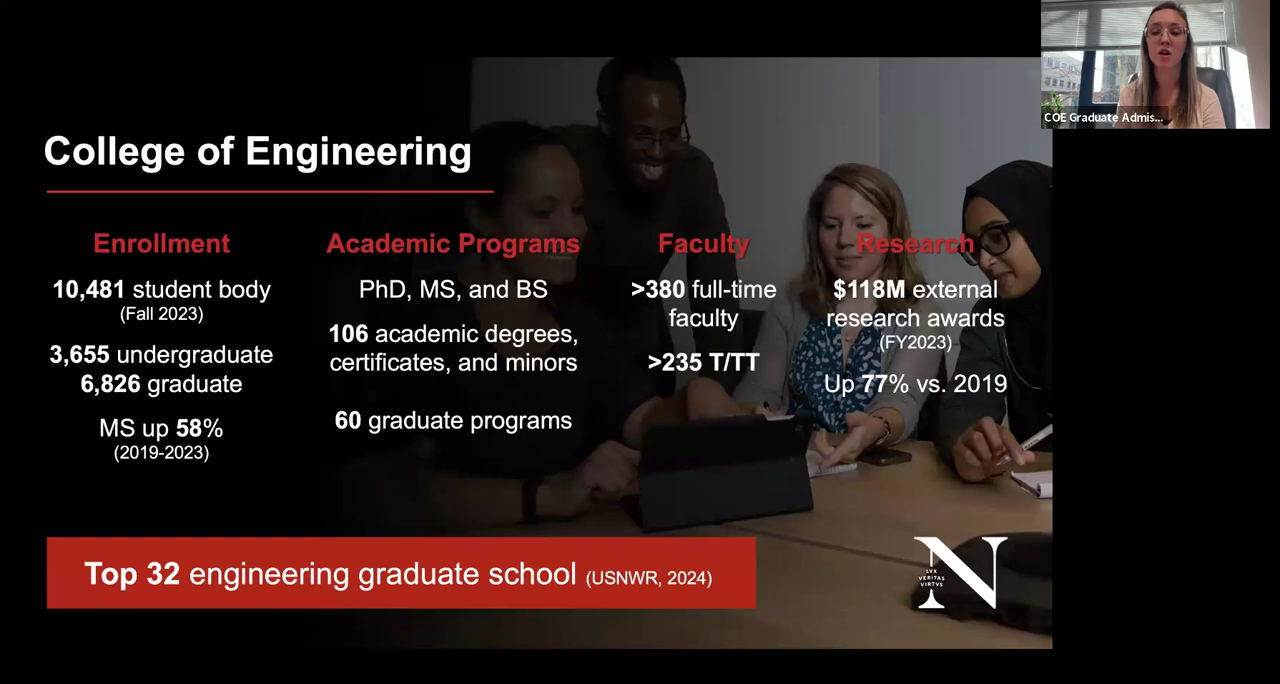 COE Graduate Admis...
College of Engineering
Enrollment
10,481 student body
(Fall 2023)
3,655 undergraduate
6,826 graduate
MS up 58%
(2019-2023)
Academic Programs
PhD, MS, and BS
106 academic degrees,
certificates, and minors
60 graduate programs
Faculty
>380 full-time
faculty
>235 T/TT
Research
$118M external
research awards
(FY2023)
Up 77% vs. 2019
Top 32 engineering graduate school (USNWR, 2024)
N
LVX
VERITAS
VIRTVS